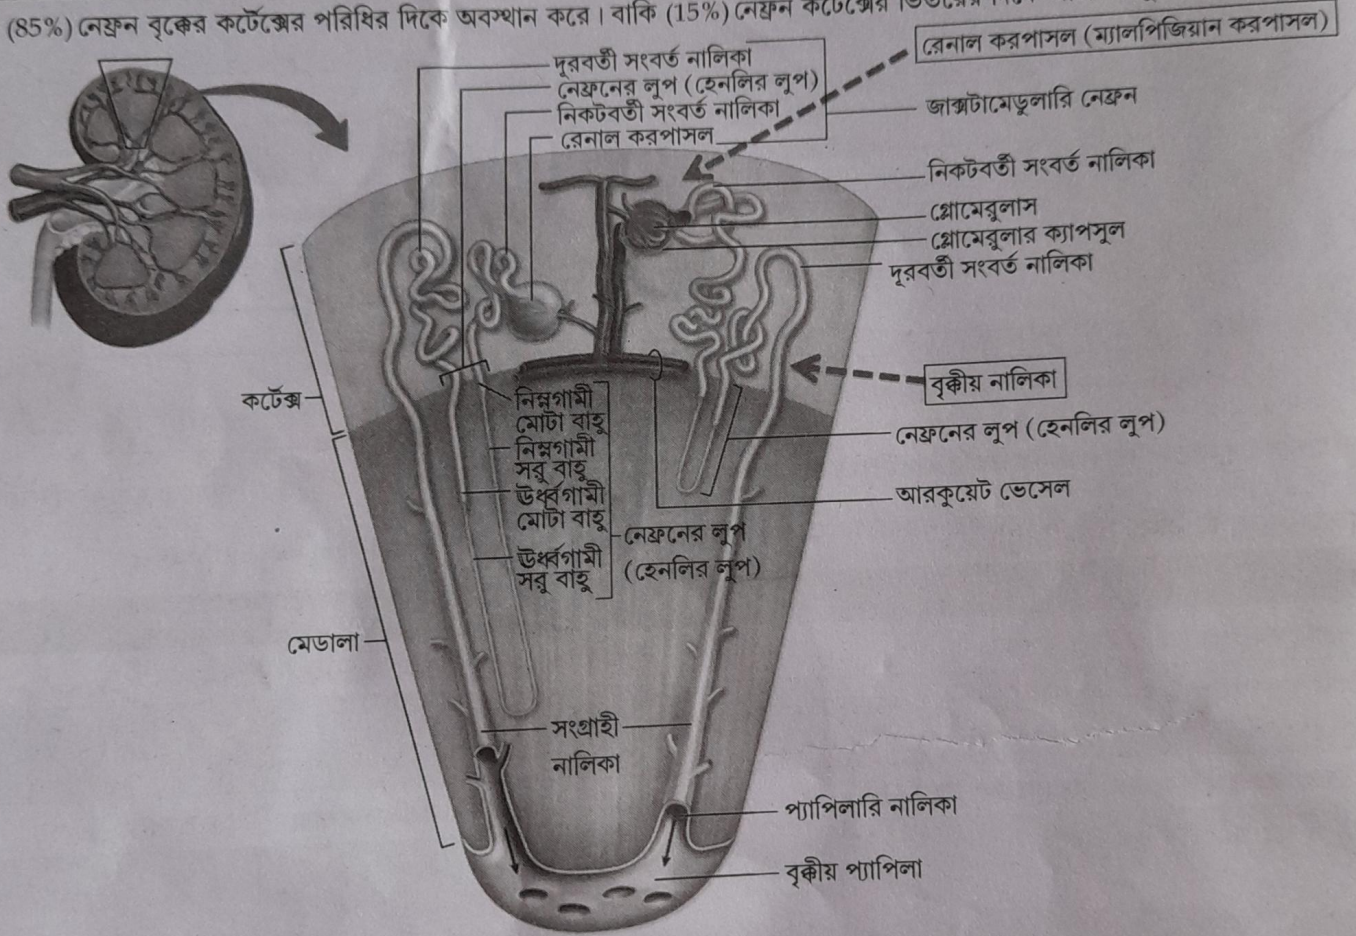 (85%) নেফ্রন বৃক্কের কর্টেক্সের পরিধির দিকে অবস্থান করে। বাকি (15%) নেফ্রন কর্টেক্সের
রেনাল করপাসল (ম্যালপিজিয়ান করপাসল)
দূরবর্তী সংবর্ত নালিকা
নেফ্রনের লুপ (হেনলির লুপ)
নিকটবর্তী সংবর্ত নালিকা
রেনাল করপাসল
জাক্সটামেডুলারি নেফ্রন
নিকটবর্তী সংবর্ত নালিকা
গ্লোমেরুলাস
গ্লোমেরুলার ক্যাপসুল
দূরবর্তী সংবর্ত নালিকা
কর্টেক্স
বৃক্কীয় নালিকা
নিম্নগামী
মোটা বাহু
নিম্নগামী
সরু বাহু
ঊর্ধ্বগামী
মোটা বাহু
ঊর্ধ্বগামী
সরু বাহু
নেফ্রনের লুপ
(হেনলির লুপ)
নেফ্রনের লুপ (হেনলির লুপ)
আরকুয়েট ভেসেল
মেডালা
সংগ্রাহী
নালিকা
প্যাপিলারি নালিকা
বৃক্কীয় প্যাপিলা